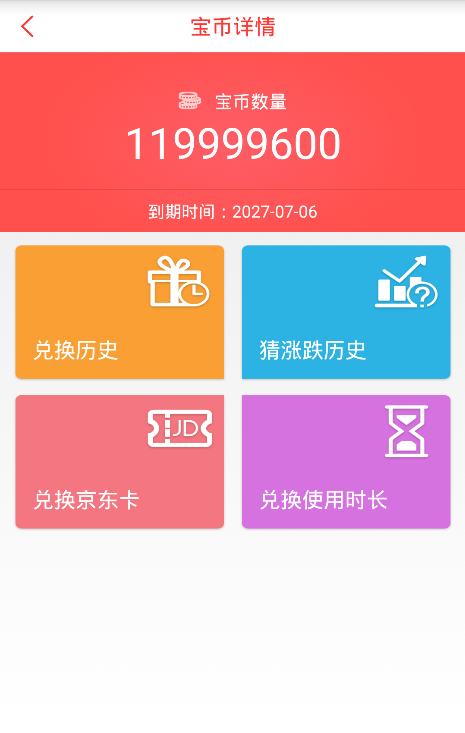 宝币详情
宝币数量
119999600
到期时间：2027-07-06
兑换历史
?
猜涨跌历史
JD
兑换京东卡
兑换使用时长